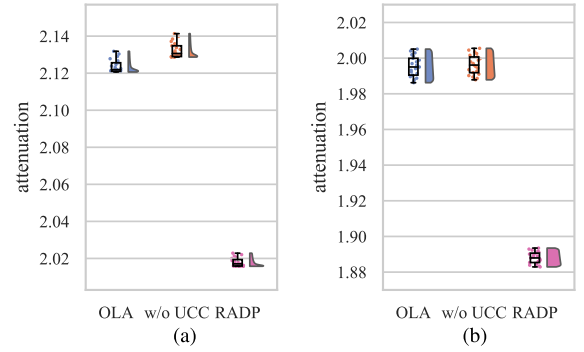 attenuation
2.14
2.12
2.10
2.08
2.06
2.04
2.02
OLA w/o UCC RADP
(a)
attenuation
2.02
2.00
1.98
1.96
1.94
1.92
1.90
1.88
OLA w/o UCC RADP
(b)